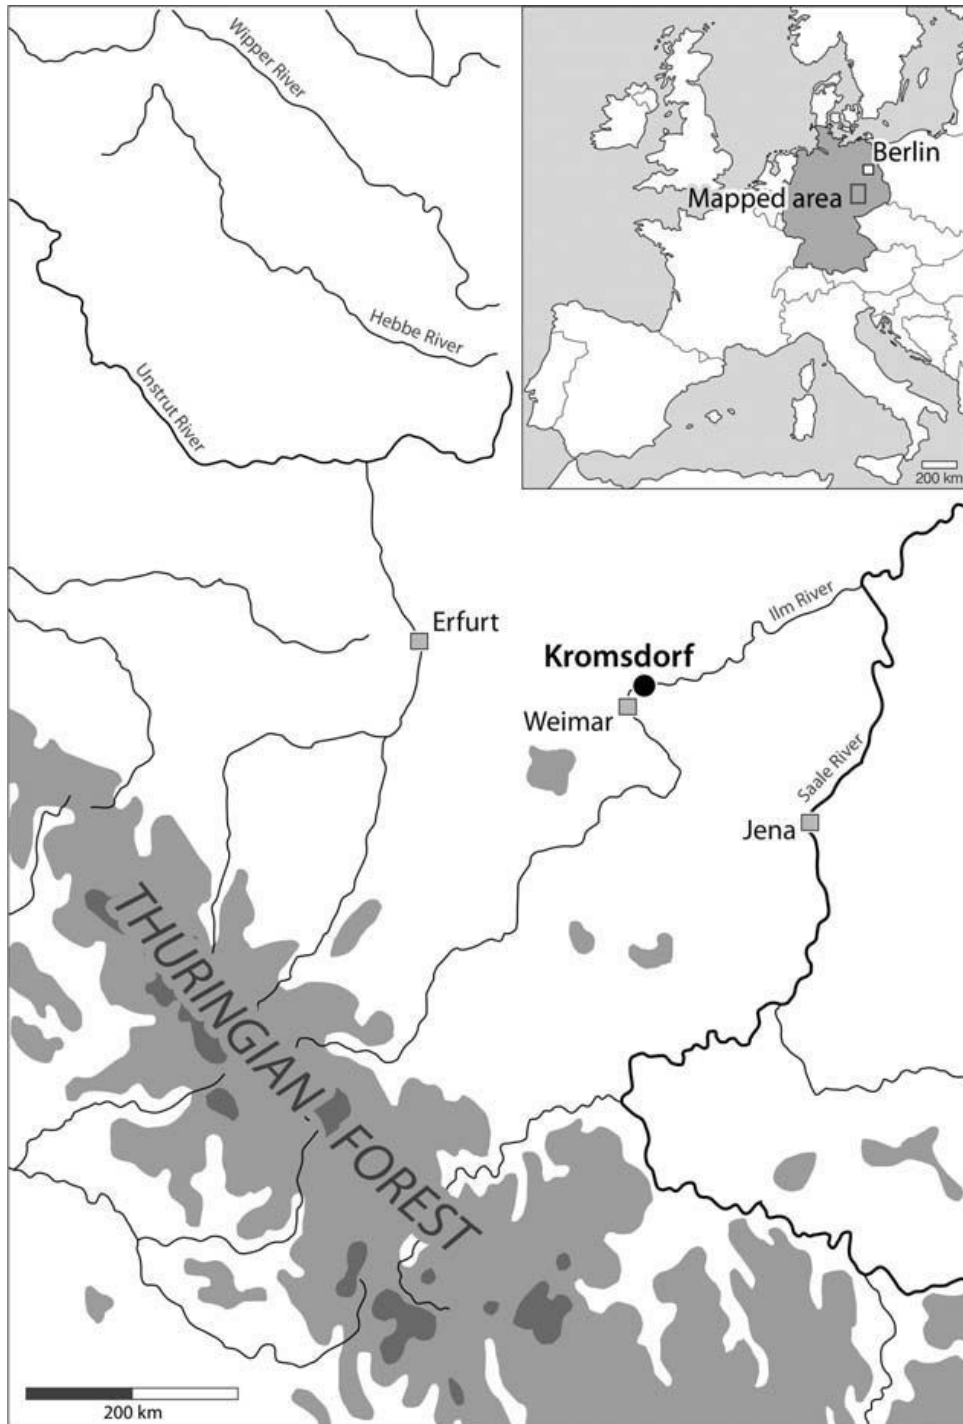 Wipper River
Hebbe River
Unstrut River
Berlin
Mapped area
200 km
Ilm River
Erfurt
Kromsdorf
Weimar
Saale River
Jena
THÜRINGIAN FOREST
200 km